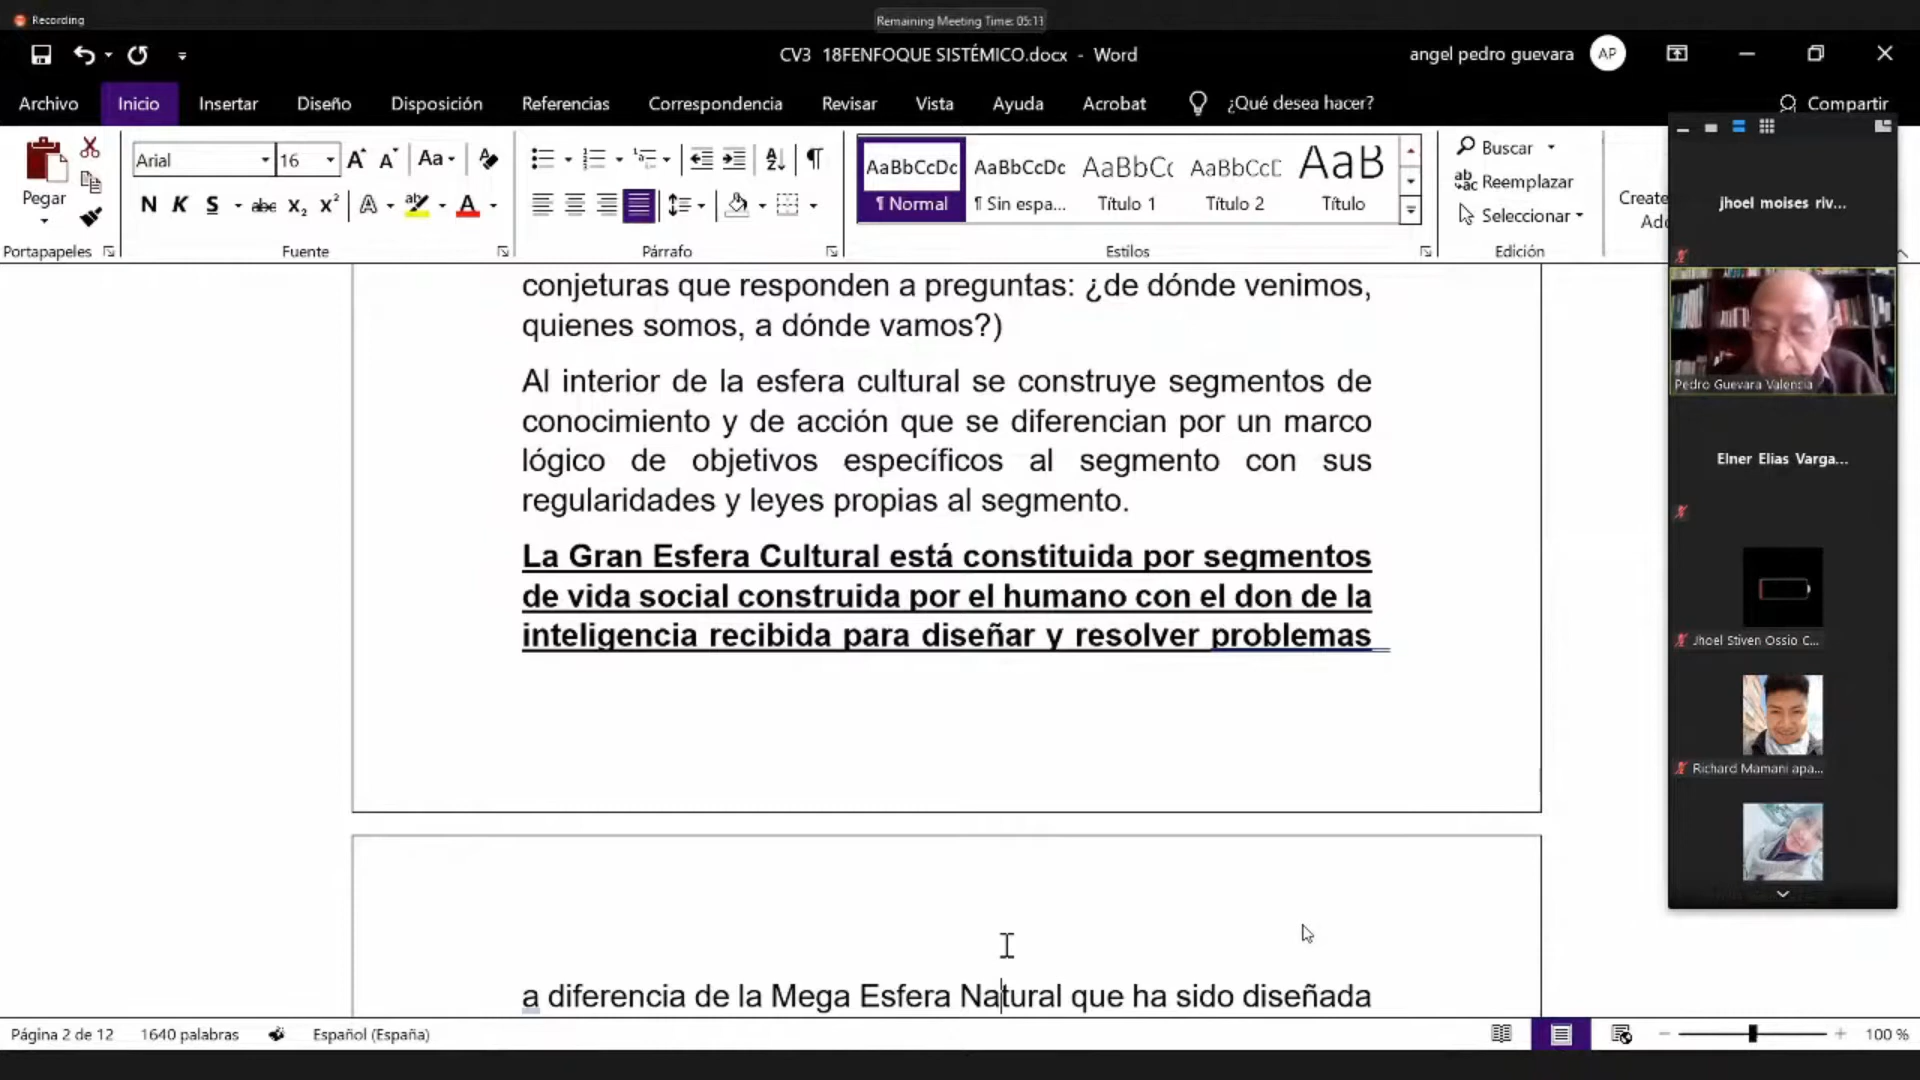 Recording
Remaining Meeting Time: 05:11
CV3 18FENFOQUE SISTÉMICO.docx - Word
angel pedro guevara
AP
Archivo
Inicio
Insertar
Diseño
Disposición
Referencias
Correspondencia
Revisar
Vista
Ayuda
Acrobat
¿Qué desea hacer?
Compartir
Pegar
Portapapeles
Arial
16
Aa
N K S abc X₂ X²
Fuente
Párrafo
AaBbCcDc
¶ Normal
AaBbCcDc
¶ Sin espa...
AaBbCc
Título 1
AaBbCcC
Título 2
AaB
Título
Estilos
Buscar
Reemplazar
Seleccionar
Edición
Create
conjeturas que responden a preguntas: ¿de dónde venimos,
quienes somos, a dónde vamos?)
Al interior de la esfera cultural se construye segmentos de
conocimiento y de acción que se diferencian por un marco
lógico de objetivos específicos al segmento con sus
regularidades y leyes propias al segmento.
La Gran Esfera Cultural está constituida por segmentos
de vida social construida por el humano con el don de la
inteligencia recibida para diseñar y resolver problemas
a diferencia de la Mega Esfera Natural que ha sido diseñada
jhoel moises riv...
Pedro Guevara Valencia
Elner Elias Varga...
Jhoel Stiven Ossio C...
Richard Mamani apa...
Página 2 de 12
1640 palabras
Español (España)
100 %